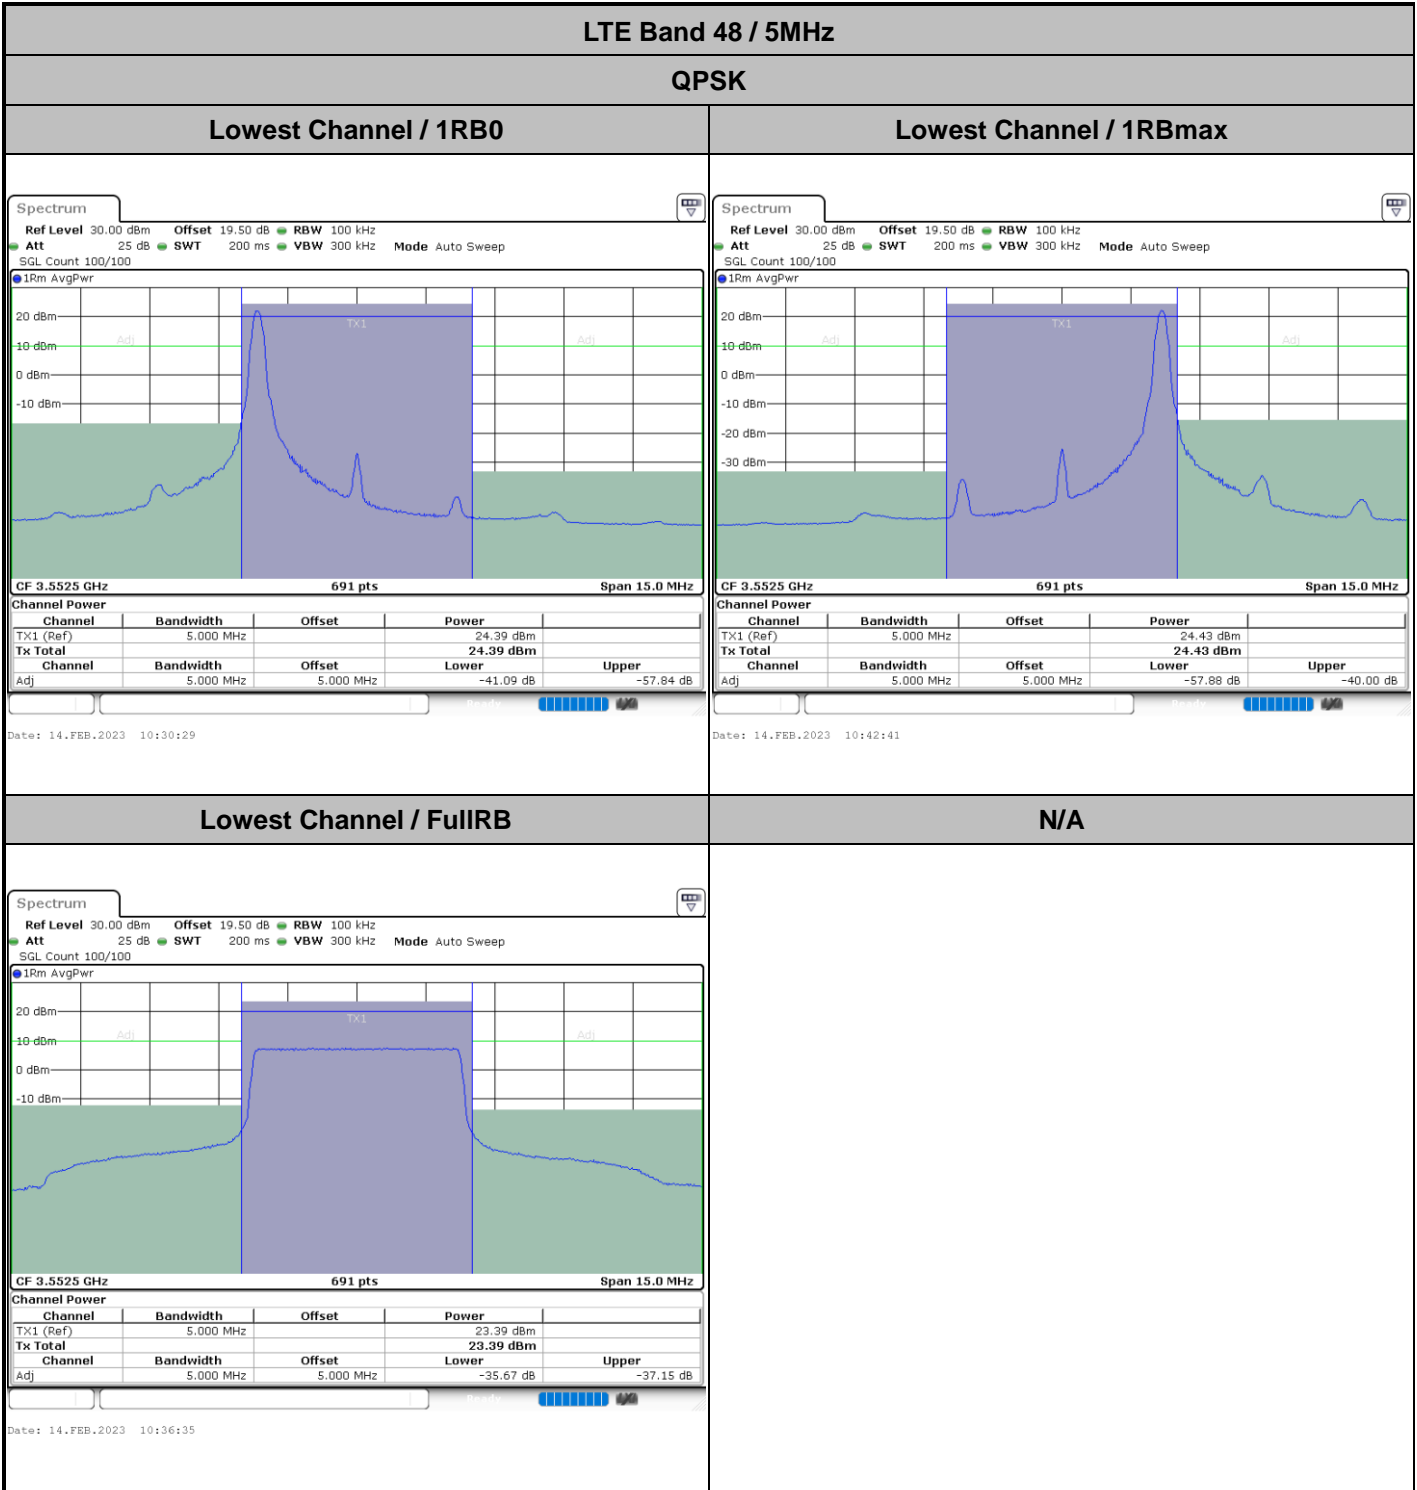 LTE Band 48 / 5MHz
QPSK
Lowest Channel / 1RB0
Lowest Channel / 1RBmax
Spectrum
Ref Level 30.00 dBm Offset 19.50 dB RBW 100 kHz
Att 25 dB SWT 200 ms VBW 300 kHz Mode Auto Sweep
SGL Count 100/100
1Rm AvgPwr
20 dBm
TX1
Adj
Adj
10 dBm
0 dBm
-10 dBm
CF 3.5525 GHz 691 pts Span 15.0 MHz
Channel Power
Channel Bandwidth Offset Power
TX1 (Ref) 5.000 MHz 24.39 dBm
Tx Total 24.39 dBm
Channel Bandwidth Offset Lower Upper
Adj 5.000 MHz 5.000 MHz -41.09 dB -57.84 dB
Ready
Date: 14.FEB.2023 10:30:29
Spectrum
Ref Level 30.00 dBm Offset 19.50 dB RBW 100 kHz
Att 25 dB SWT 200 ms VBW 300 kHz Mode Auto Sweep
SGL Count 100/100
1Rm AvgPwr
20 dBm
TX1
Adj
Adj
10 dBm
0 dBm
-10 dBm
-20 dBm
-30 dBm
CF 3.5525 GHz 691 pts Span 15.0 MHz
Channel Power
Channel Bandwidth Offset Power
TX1 (Ref) 5.000 MHz 24.43 dBm
Tx Total 24.43 dBm
Channel Bandwidth Offset Lower Upper
Adj 5.000 MHz 5.000 MHz -57.88 dB -40.00 dB
Ready
Date: 14.FEB.2023 10:42:41
Lowest Channel / FullRB
N/A
Spectrum
Ref Level 30.00 dBm Offset 19.50 dB RBW 100 kHz
Att 25 dB SWT 200 ms VBW 300 kHz Mode Auto Sweep
SGL Count 100/100
1Rm AvgPwr
20 dBm
TX1
Adj
Adj
10 dBm
0 dBm
-10 dBm
CF 3.5525 GHz 691 pts Span 15.0 MHz
Channel Power
Channel Bandwidth Offset Power
TX1 (Ref) 5.000 MHz 23.39 dBm
Tx Total 23.39 dBm
Channel Bandwidth Offset Lower Upper
Adj 5.000 MHz 5.000 MHz -35.67 dB -37.15 dB
Ready
Date: 14.FEB.2023 10:36:35